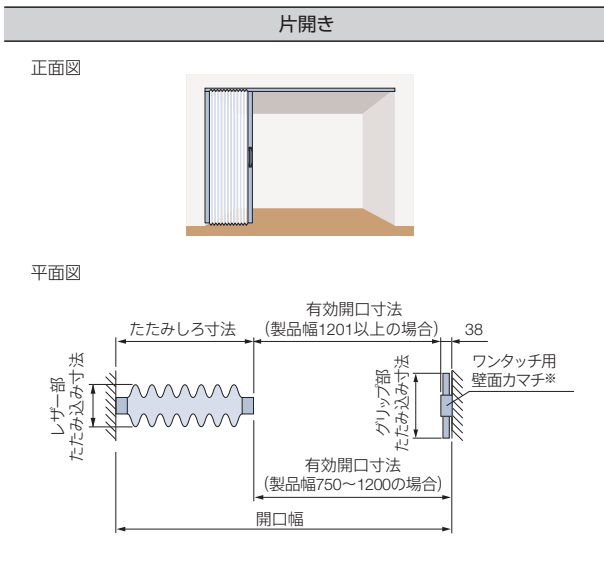 片開き
正面図
平面図
有効開口寸法
たたみしろ寸法
(製品幅1201以上の場合)
38
ワンタッチ用
壁面カマチ※
レザー部
たたみ込み寸法
グリップ部
たたみ込み寸法
有効開口寸法
(製品幅750～1200の場合)
開口幅